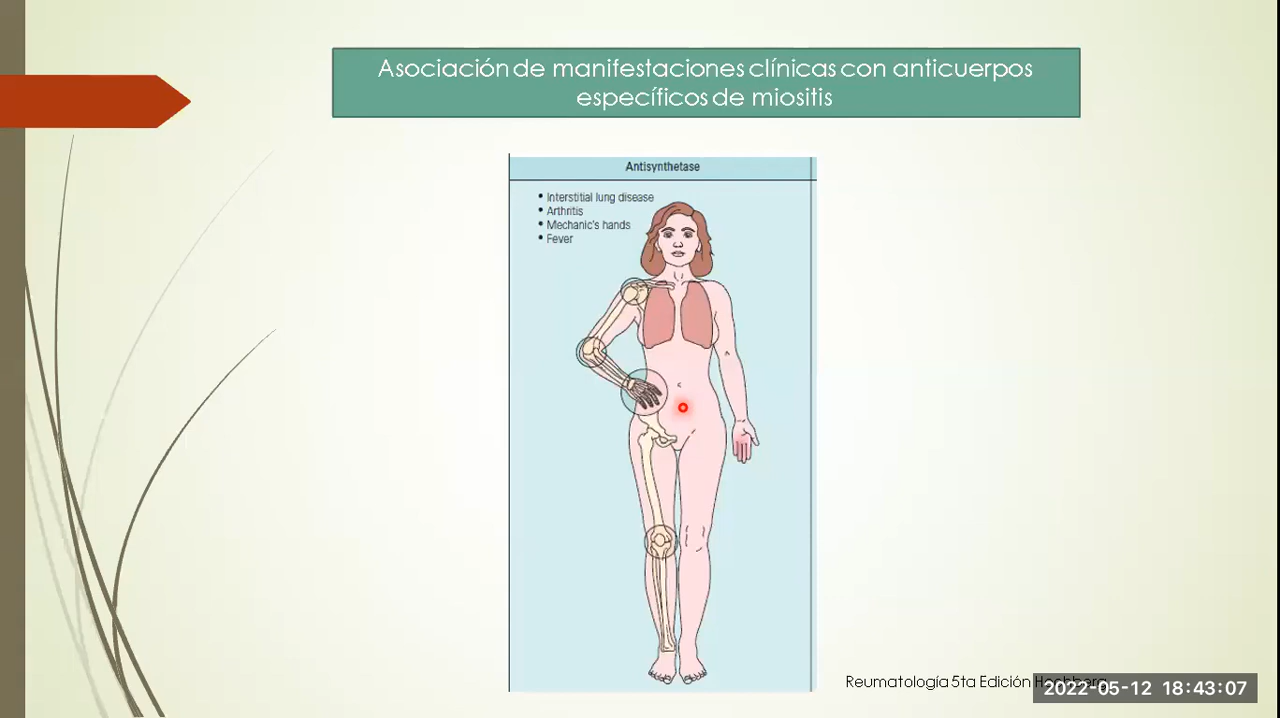 Asociación de manifestaciones clínicas con anticuerpos
específicos de miositis
Antisynthetase
• Interstitial lung disease
• Arthritis
• Mechanic's hands
• Fever
Reumatología 5ta Edición
2022-05-12 18:43:07